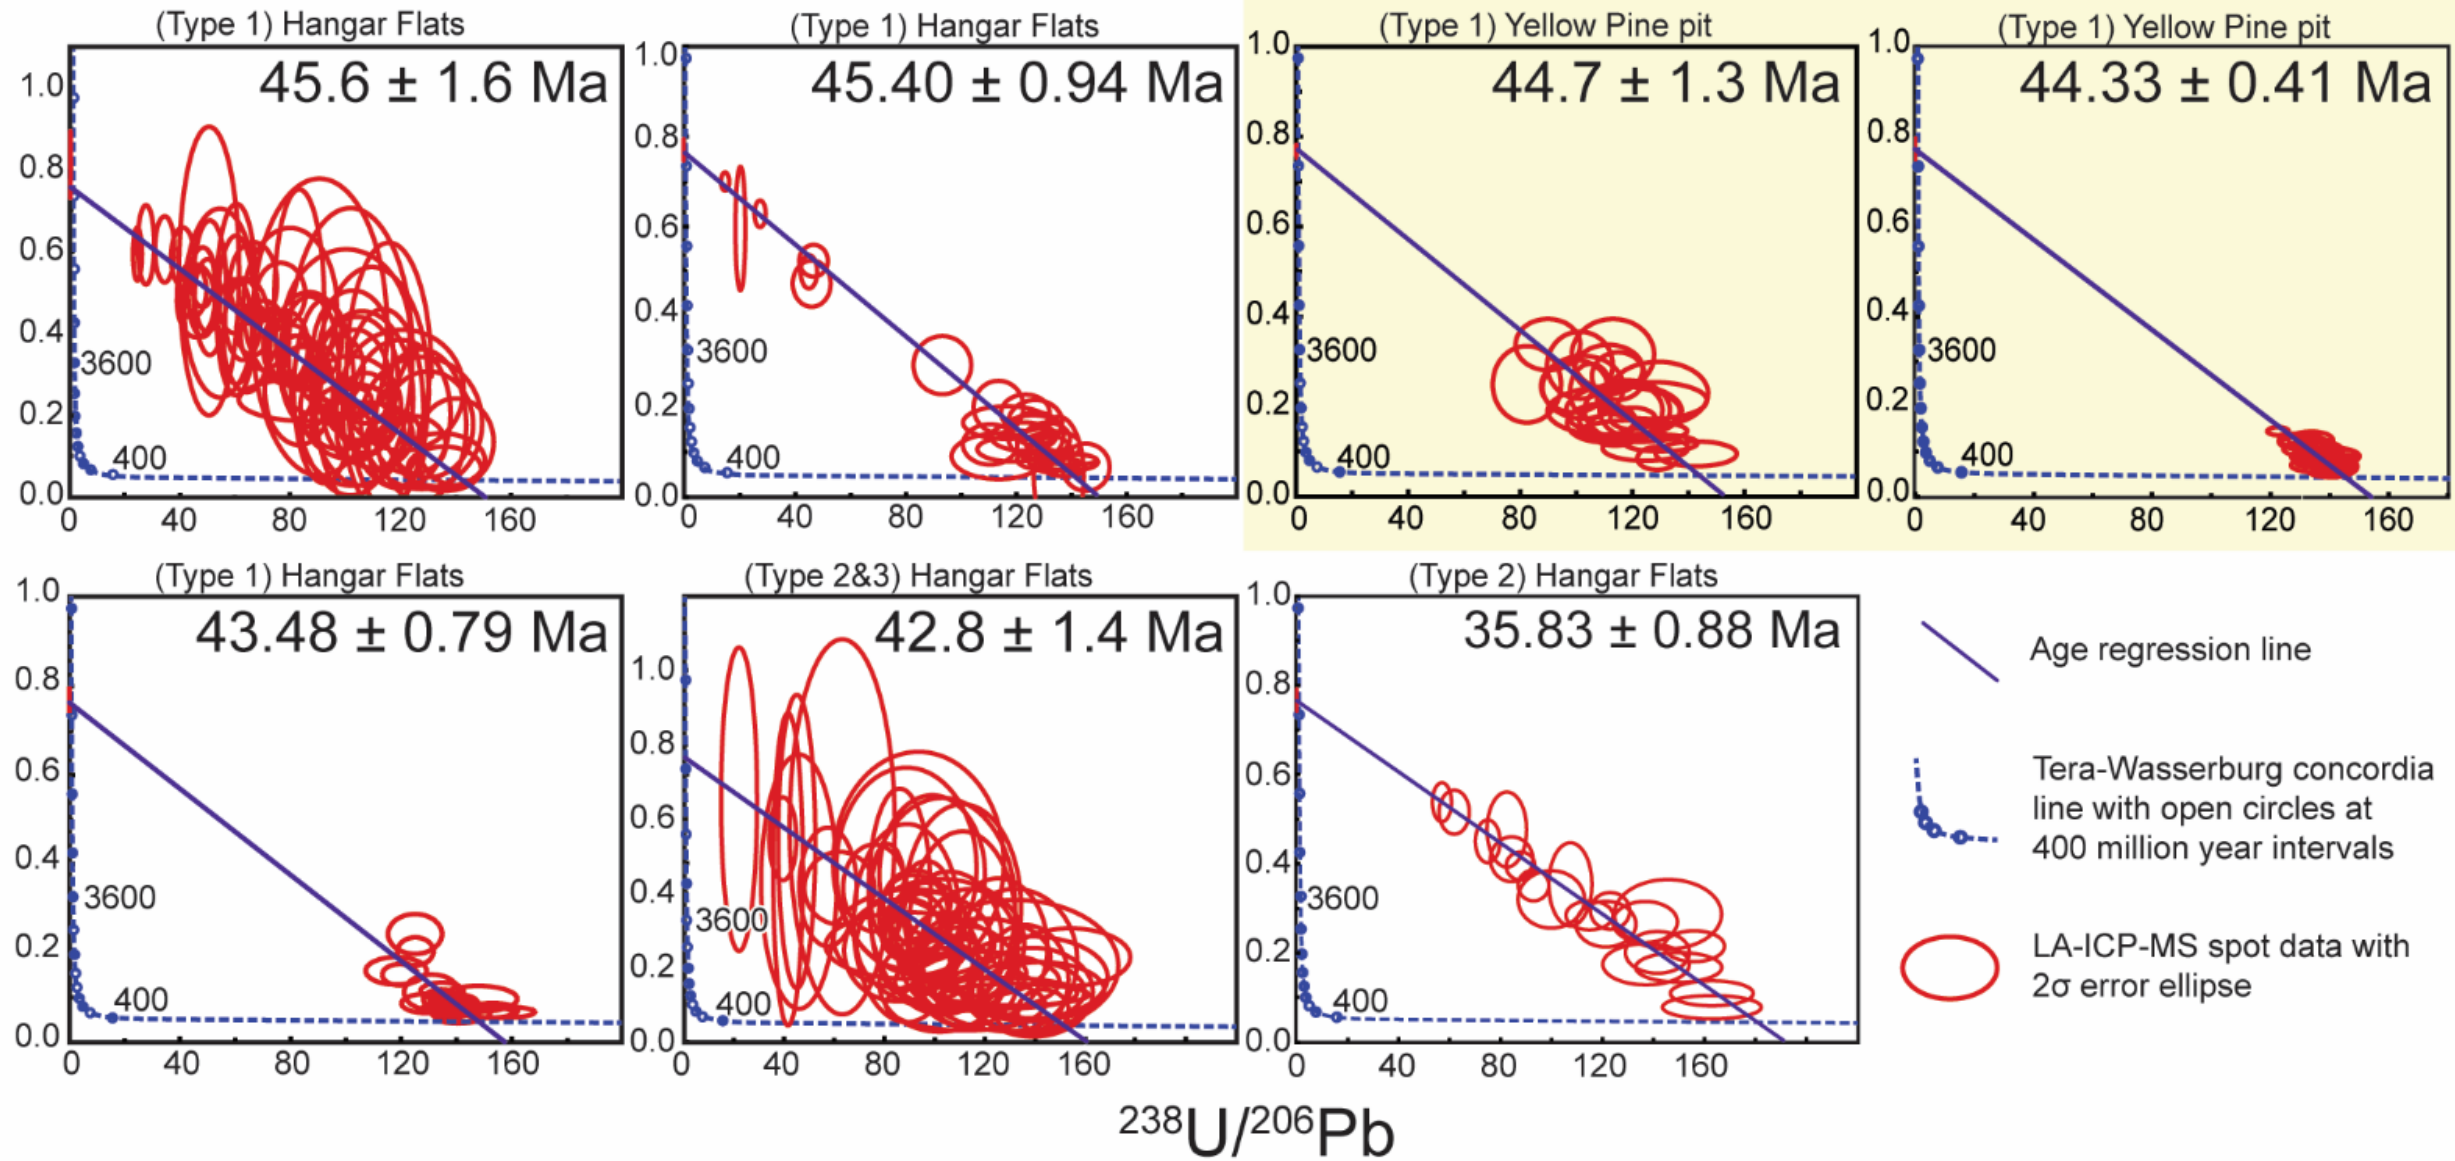 (Type 1) Hangar Flats
45.6 ± 1.6 Ma
1.0
0.8
0.6
0.4
0.2
0.0
3600
400
0 40 80 120 160
(Type 1) Hangar Flats
45.40 ± 0.94 Ma
1.0
0.8
0.6
0.4
0.2
0.0
3600
400
0 40 80 120 160
(Type 1) Yellow Pine pit
44.7 ± 1.3 Ma
1.0
0.8
0.6
0.4
0.2
0.0
3600
400
0 40 80 120 160
(Type 1) Yellow Pine pit
44.33 ± 0.41 Ma
1.0
0.8
0.6
0.4
0.2
0.0
3600
400
0 40 80 120 160
(Type 1) Hangar Flats
43.48 ± 0.79 Ma
1.0
0.8
0.6
0.4
0.2
0.0
3600
400
0 40 80 120 160
(Type 2&3) Hangar Flats
42.8 ± 1.4 Ma
1.0
0.8
0.6
0.4
0.2
0.0
3600
400
0 40 80 120 160
(Type 2) Hangar Flats
35.83 ± 0.88 Ma
1.0
0.8
0.6
0.4
0.2
0.0
3600
400
0 40 80 120 160
Age regression line
Tera-Wasserburg concordia
line with open circles at
400 million year intervals
LA-ICP-MS spot data with
2σ error ellipse
²³⁸U/²⁰⁶Pb